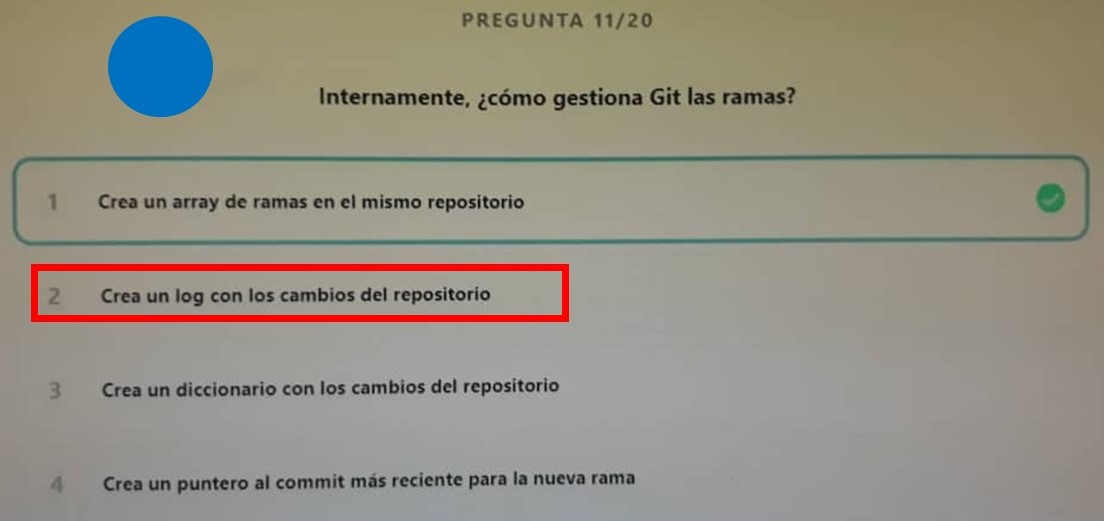 PREGUNTA 11/20
Internamente, ¿cómo gestiona Git las ramas?
1 Crea un array de ramas en el mismo repositorio
2 Crea un log con los cambios del repositorio
3 Crea un diccionario con los cambios del repositorio
4 Crea un puntero al commit más reciente para la nueva rama